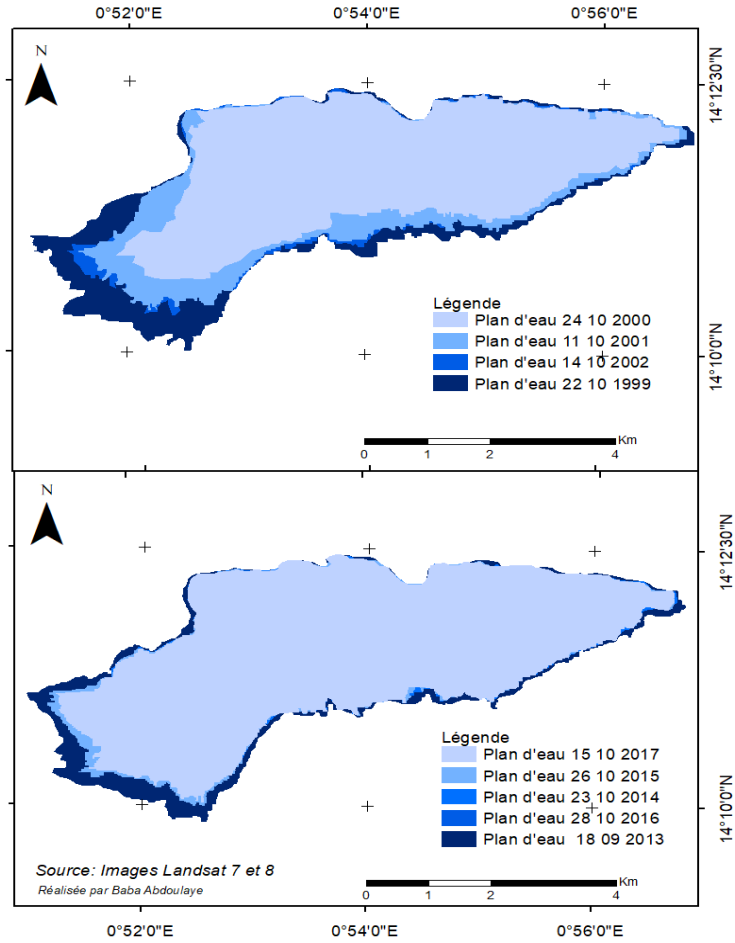 0°52'0"E 0°54'0"E 0°56'0"E
N
14°12'30"N
Légende
Plan d'eau 24 10 2000
Plan d'eau 11 10 2001
Plan d'eau 14 10 2002
Plan d'eau 22 10 1999
14°10'0"N
Km
0 1 2 4
N
14°12'30"N
Légende
Plan d'eau 15 10 2017
Plan d'eau 26 10 2015
Plan d'eau 23 10 2014
Plan d'eau 28 10 2016
Plan d'eau 18 09 2013
14°10'0"N
Source: Images Landsat 7 et 8
Réalisée par Baba Abdoulaye
Km
0 1 2 4
0°52'0"E 0°54'0"E 0°56'0"E